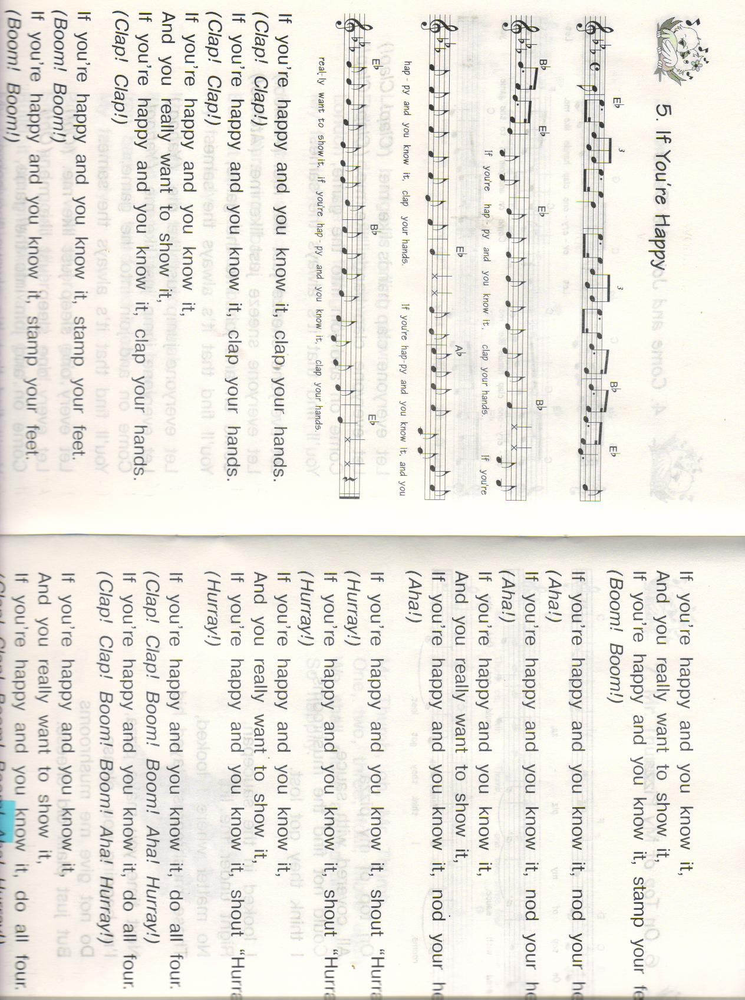 5. If You're Happy
E♭
3
3
B♭
E♭
B♭
E♭
E♭
B♭
If you're hap - py and you know it, clap your hands. If you're
E♭
A♭
hap - py and you know it, clap your hands. If you're hap-py and you know it, and you
E♭
B♭
E♭
real-ly want to show it, if you're hap - py and you know it, clap your hands.
If you're happy and you know it, clap your hands.
(Clap! Clap!)
If you're happy and you know it, clap your hands.
(Clap! Clap!)
If you're happy and you know it,
And you really want to show it,
If you're happy and you know it, clap your hands.
(Clap! Clap!)
If you're happy and you know it, stamp your feet.
(Boom! Boom!)
If you're happy and you know it, stamp your feet.
(Boom! Boom!)
If you're happy and you know it,
And you really want to show it,
If you're happy and you know it, stamp your fe
(Boom! Boom!)
If you're happy and you know it, nod your he
(Aha!)
If you're happy and you know it, nod your he
(Aha!)
If you're happy and you know it,
And you really want to show it,
If you're happy and you know it, nod your he
(Aha!)
If you're happy and you know it, shout “Hurra
(Hurray!)
If you're happy and you know it, shout “Hurra
(Hurray!)
If you're happy and you know it,
And you really want to show it,
If you're happy and you know it, shout “Hurra
(Hurray!)
If you're happy and you know it, do all four.
(Clap! Clap! Boom! Boom! Aha! Hurray!)
If you're happy and you know it, do all four.
(Clap! Clap! Boom! Boom! Aha! Hurray!)
If you're happy and you know it,
And you really want to show it,
If you're happy and you know it, do all four.
(Clap! Clap! Boom! Boom! Aha! Hurray!)